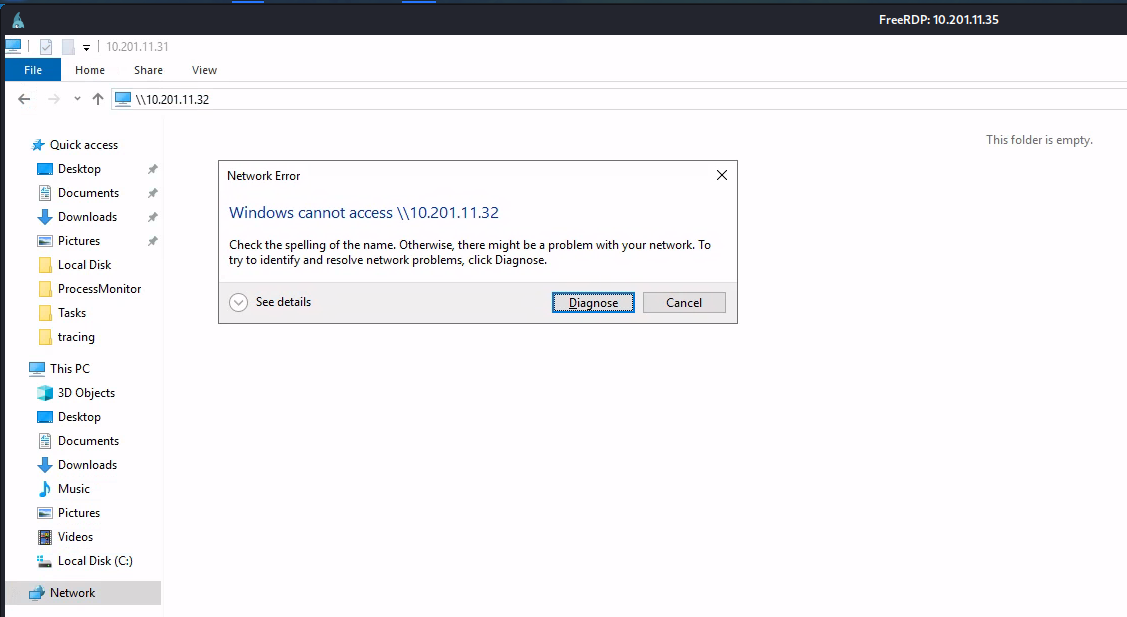 FreeRDP: 10.201.11.35
10.201.11.31
File Home Share View
\\10.201.11.32
This folder is empty.
Quick access
Desktop
Documents
Downloads
Pictures
Local Disk
ProcessMonitor
Tasks
tracing
This PC
3D Objects
Desktop
Documents
Downloads
Music
Pictures
Videos
Local Disk (C:)
Network
Network Error
Windows cannot access \\10.201.11.32
Check the spelling of the name. Otherwise, there might be a problem with your network. To
try to identify and resolve network problems, click Diagnose.
See details Diagnose Cancel